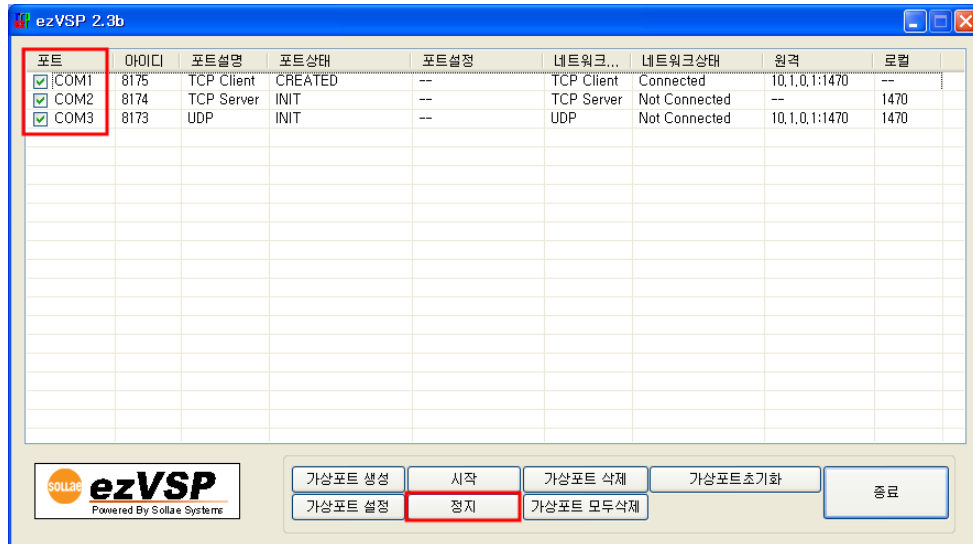 ezVSP 2.3b
포트 아이디 포트설명 포트상태 포트설정 네트워크... 네트워크상태 원격 로컬
COM1 8175 TCP Client CREATED -- TCP Client Connected 10,1,0,1:1470 --
COM2 8174 TCP Server INIT -- TCP Server Not Connected -- 1470
COM3 8173 UDP INIT -- UDP Not Connected 10,1,0,1:1470 1470
SOLLAE ezVSP
Powered By Sollae Systems
가상포트 생성 시작 가상포트 삭제 가상포트초기화
가상포트 설정 정지 가상포트 모두삭제
종료